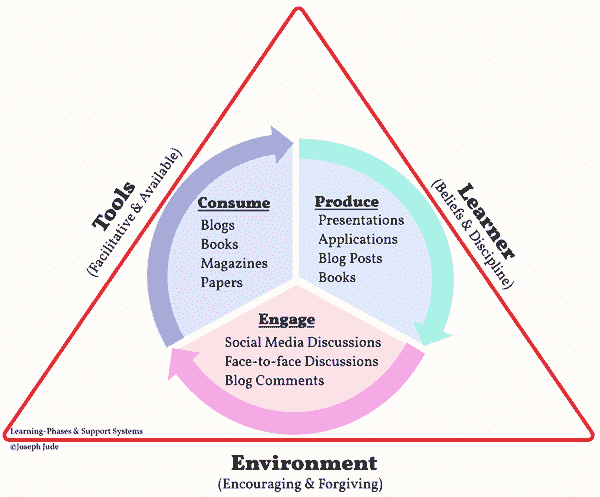 Tools
(Facilitative & Available)
Learner
(Beliefs & Discipline)
Consume
Blogs
Books
Magazines
Papers
Produce
Presentations
Applications
Blog Posts
Books
Engage
Social Media Discussions
Face-to-face Discussions
Blog Comments
Learning-Phases & Support Systems
©Joseph Jude
Environment
(Encouraging & Forgiving)